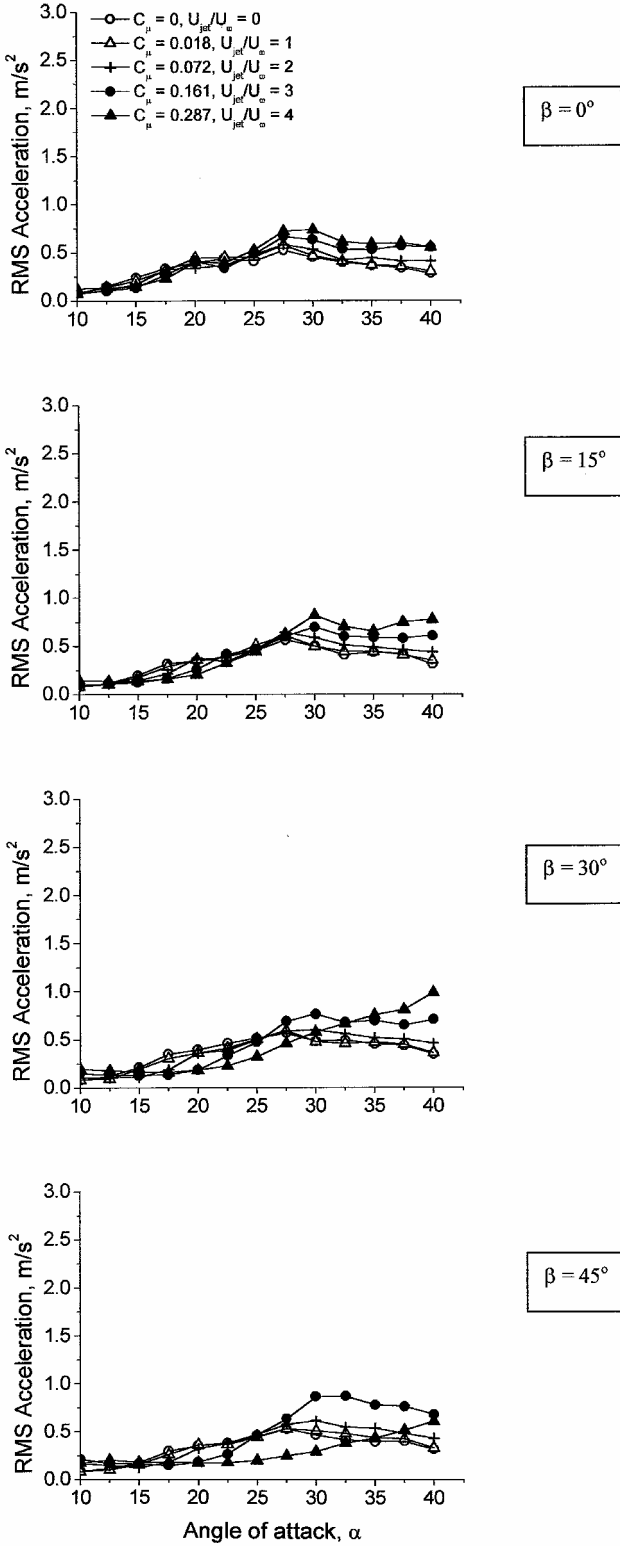 C_μ = 0, U_jet/U_∞ = 0
C_μ = 0.018, U_jet/U_∞ = 1
C_μ = 0.072, U_jet/U_∞ = 2
C_μ = 0.161, U_jet/U_∞ = 3
C_μ = 0.287, U_jet/U_∞ = 4
RMS Acceleration, m/s²
3.0
2.5
2.0
1.5
1.0
0.5
0.0
10 15 20 25 30 35 40
β = 0°
RMS Acceleration, m/s²
3.0
2.5
2.0
1.5
1.0
0.5
0.0
10 15 20 25 30 35 40
β = 15°
RMS Acceleration, m/s²
3.0
2.5
2.0
1.5
1.0
0.5
0.0
10 15 20 25 30 35 40
β = 30°
RMS Acceleration, m/s²
3.0
2.5
2.0
1.5
1.0
0.5
0.0
10 15 20 25 30 35 40
β = 45°
Angle of attack, α